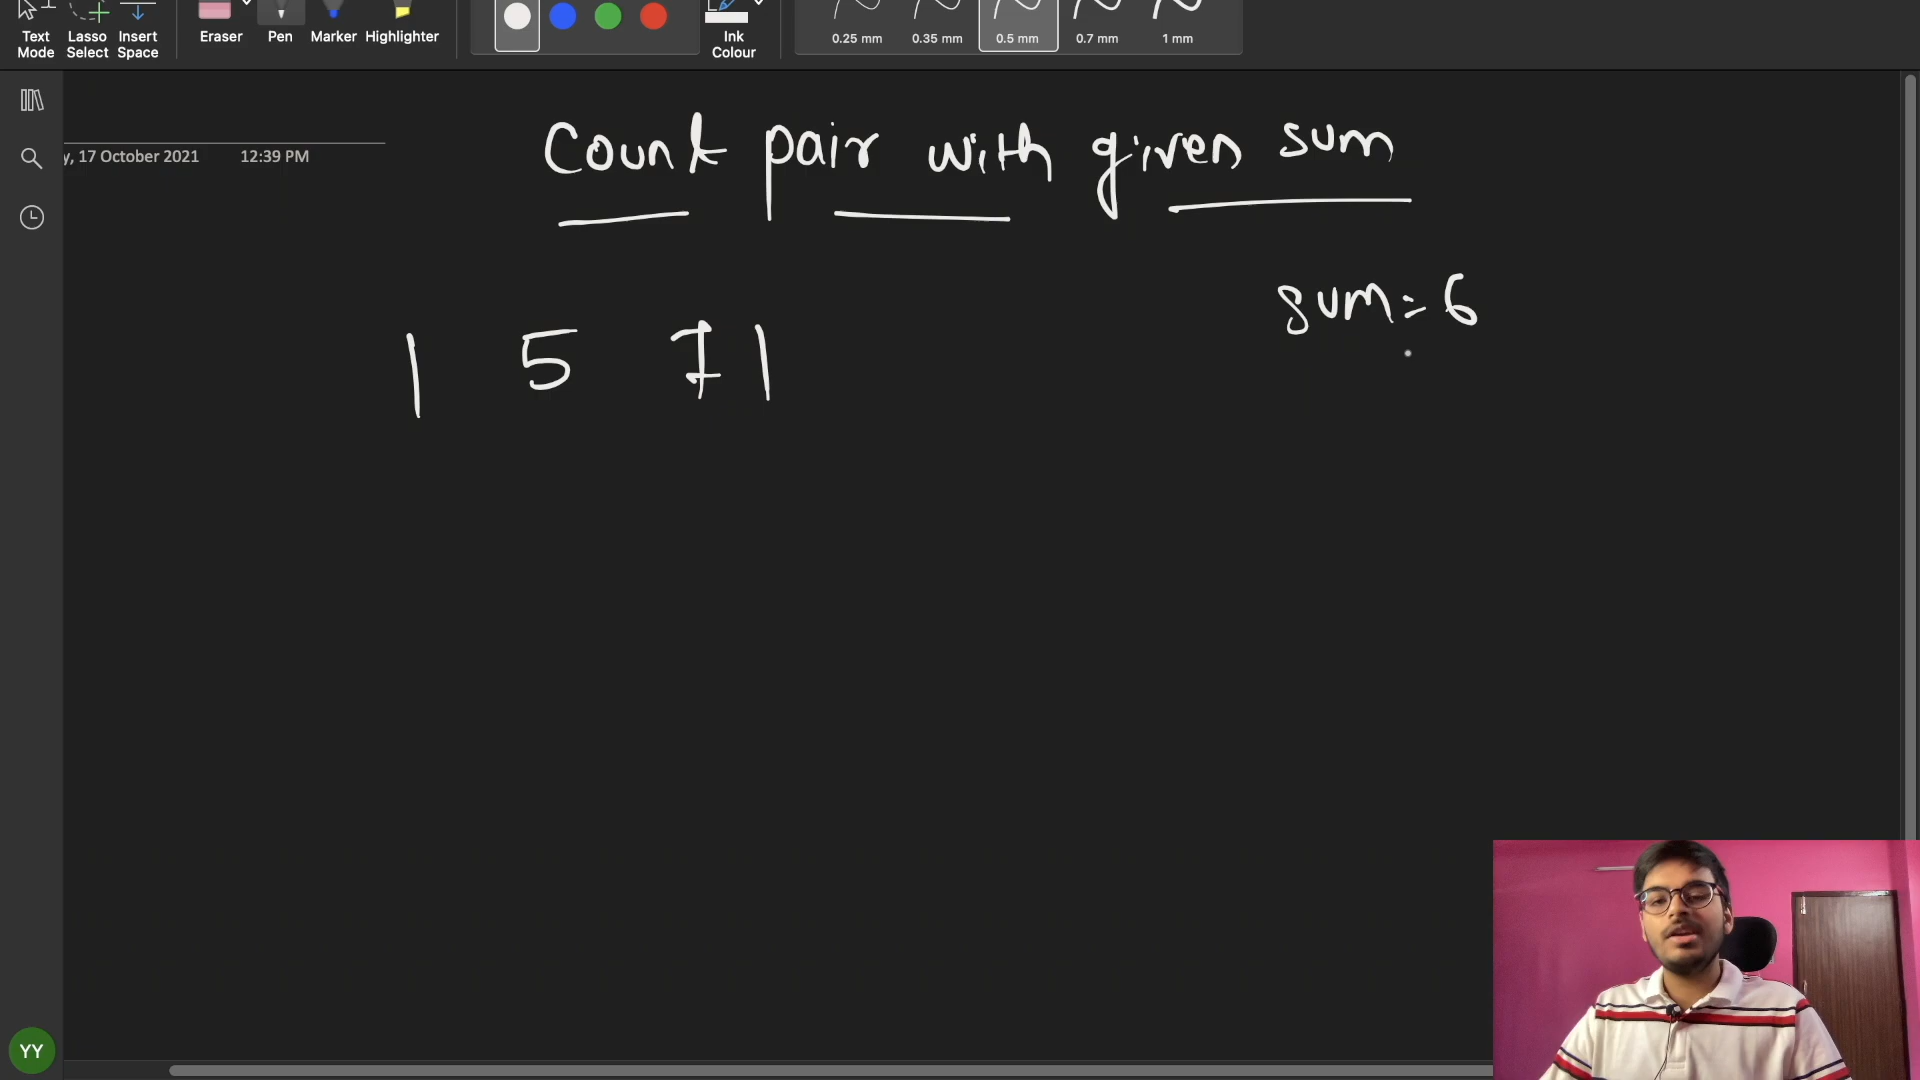 Text Mode
Lasso Select
Insert Space
Eraser
Pen
Marker
Highlighter
Ink Colour
0.25 mm
0.35 mm
0.5 mm
0.7 mm
1 mm
y, 17 October 2021 12:39 PM
Count pair with given sum
sum = 6
1 5 7 1
YY